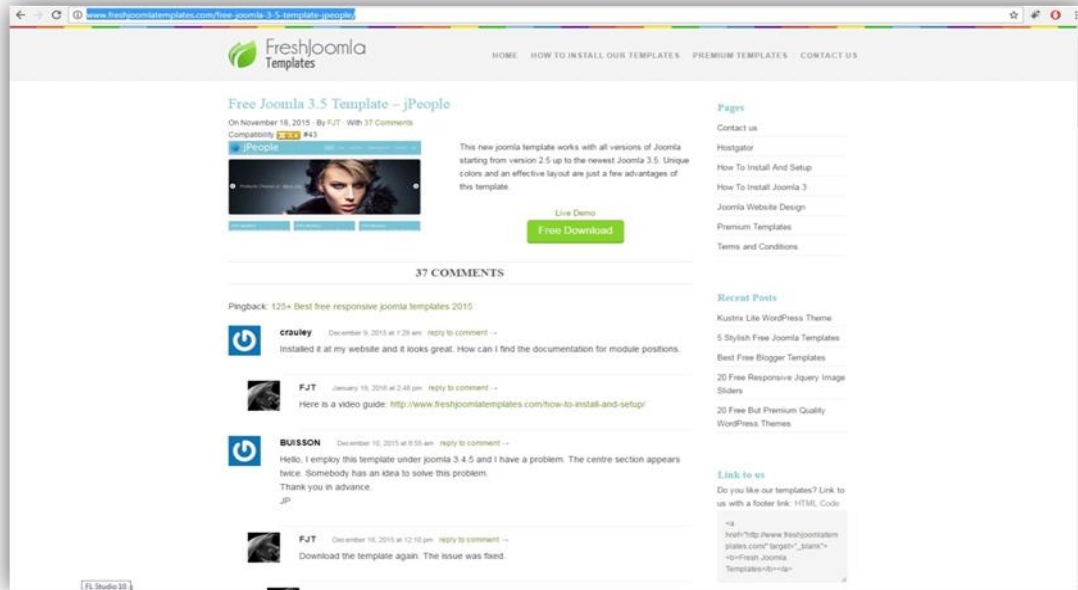 www.freshjoomlatemplates.com/free-joomla-3-5-template-jpeople/
FreshJoomla
Templates
HOME HOW TO INSTALL OUR TEMPLATES PREMIUM TEMPLATES CONTACT US
Free Joomla 3.5 Template – jPeople
On November 18, 2015 · By FJT · With 37 Comments
Compatibility #43
jPeople
This new joomla template works with all versions of Joomla
starting from version 2.5 up to the newest Joomla 3.5. Unique
colors and an effective layout are just a few advantages of
this template.
Live Demo
Free Download
37 COMMENTS
Pingback: 125+ Best free responsive joomla templates 2015
crauley December 9, 2015 at 1:29 am reply to comment →
Installed it at my website and it looks great. How can I find the documentation for module positions.
FJT January 19, 2016 at 2:48 pm reply to comment →
Here is a video guide: http://www.freshjoomlatemplates.com/how-to-install-and-setup/
BUISSON December 10, 2015 at 8:55 am reply to comment →
Hello, I employ this template under joomla 3.4.5 and I have a problem. The centre section appears
twice. Somebody has an idea to solve this problem.
Thank you in advance.
JP
FJT December 18, 2015 at 12:10 pm reply to comment →
Download the template again. The issue was fixed.
Pages
Contact us
Hostgator
How To Install And Setup
How To Install Joomla 3
Joomla Website Design
Premium Templates
Terms and Conditions
Recent Posts
Kustrix Lite WordPress Theme
5 Stylish Free Joomla Templates
Best Free Blogger Templates
20 Free Responsive Jquery Image
Sliders
20 Free But Premium Quality
WordPress Themes
Link to us
Do you like our templates? Link to
us with a footer link: HTML Code
<a
href="http://www.freshjoomlatem
plates.com/" target="_blank">
<b>Fresh Joomla
Templates</b></a>
FL Studio 10